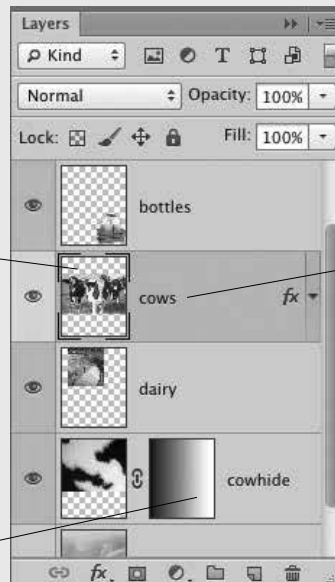 Layers
Kind
T
Normal Opacity: 100%
Lock: Fill: 100%
bottles
cows fx
dairy
cowhide
fx.